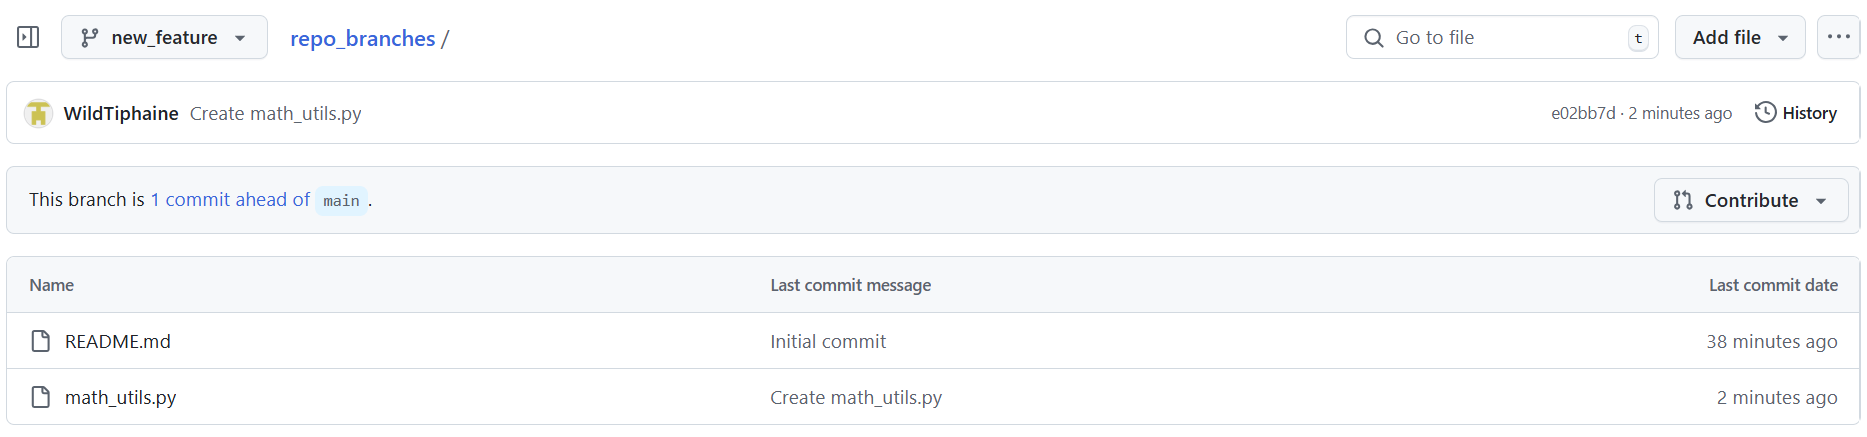 new_feature repo_branches / Go to file t Add file ...
WildTiphaine Create math_utils.py e02bb7d · 2 minutes ago History
This branch is 1 commit ahead of main . Contribute
Name Last commit message Last commit date
README.md Initial commit 38 minutes ago
math_utils.py Create math_utils.py 2 minutes ago